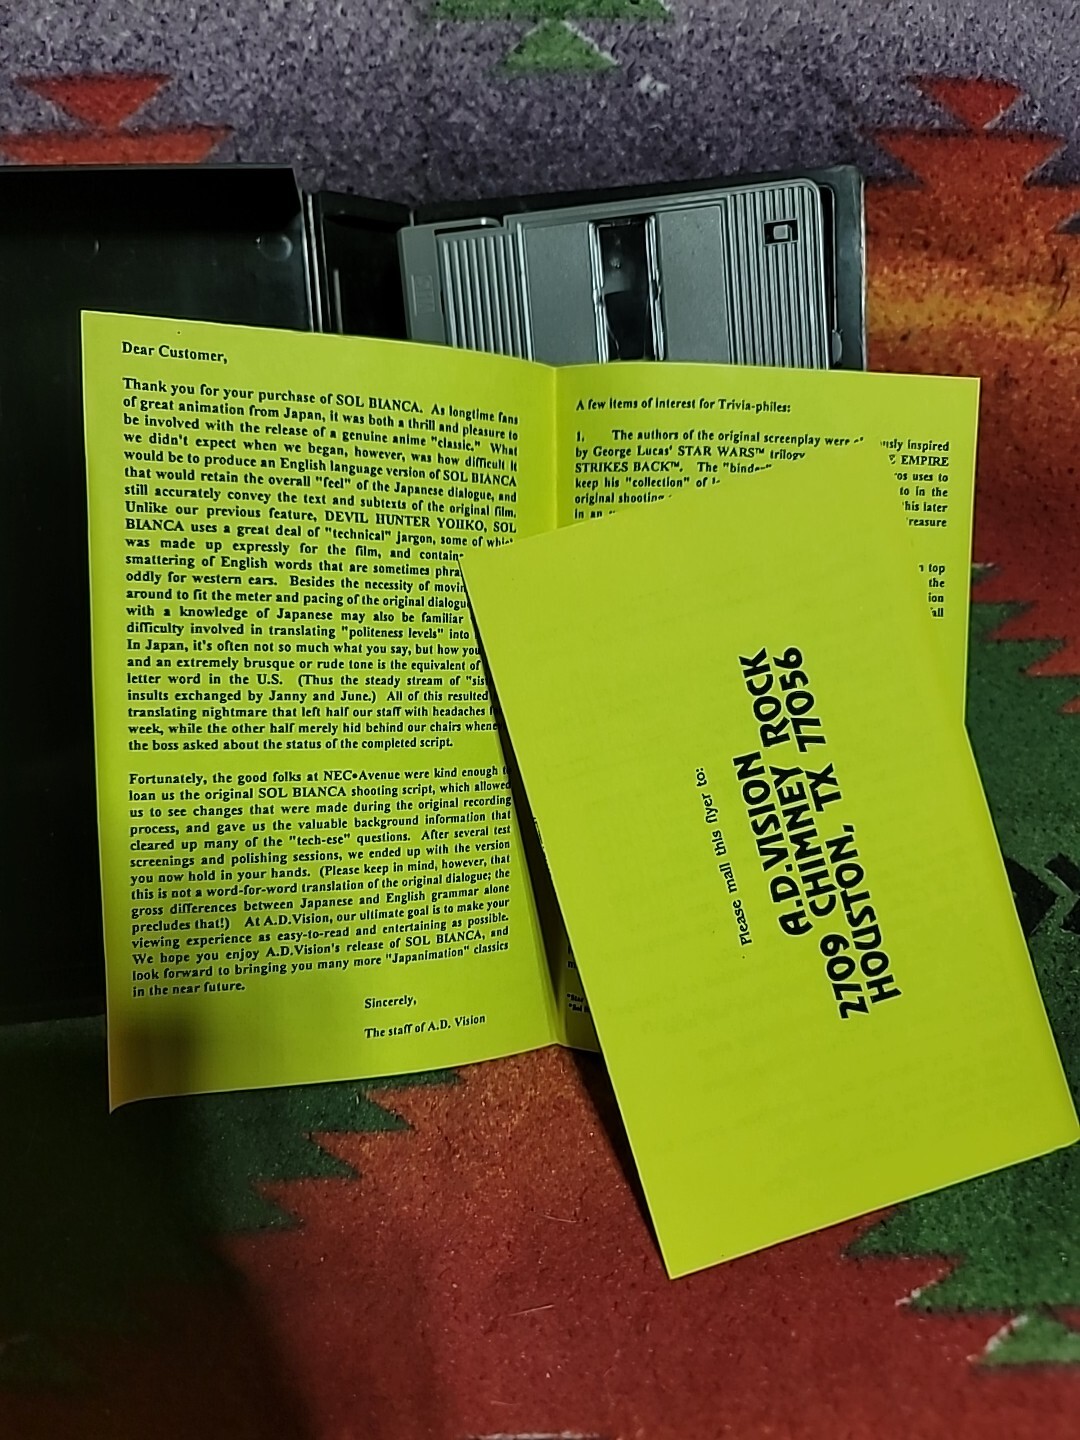 Dear Customer,
Thank you for your purchase of SOL BIANCA. As longtime fans
of great animation from Japan, it was both a thrill and pleasure to
be involved with the release of a genuine anime "classic." What
we didn't expect when we began, however, was how difficult it
would be to produce an English language version of SOL BIANCA
that would retain the overall "feel" of the Japanese dialogue, and
still accurately convey the text and subtexts of the original film.
Unlike our previous feature, DEVIL HUNTER YOHKO, SOL
BIANCA uses a great deal of "technical" jargon, some of
was made up expressly for the film, and
smattering of English words that are sometimes
oddly for western ears. Besides the necessity of
around to fit the meter and pacing of the original
with a knowledge of Japanese may also be familiar
difficulty involved in translating "politeness levels" into
In Japan, it's often not so much what you say, but how you
and an extremely brusque or rude tone is the equivalent of
letter word in the U.S. (Thus the steady stream of
insults exchanged by Janny and June.) All of this resulted
translating nightmare that left half our staff with headaches
week, while the other half merely hid behind our chairs
the boss asked about the status of the completed script.
Fortunately, the good folks at NEC•Avenue were kind enough
loan us the original SOL BIANCA shooting script, which allowed
us to see changes that were made during the original recording
process, and gave us the valuable background information that
cleared up many of the "tech-ese" questions. After several test
screenings and polishing sessions, we ended up with the version
you now hold in your hands. (Please keep in mind, however, that
this is not a word-for-word translation of the original dialogue; the
gross differences between Japanese and English grammar alone
precludes that!) At A.D.Vision, our ultimate goal is to make your
viewing experience as easy-to-read and entertaining as possible.
We hope you enjoy A.D.Vision's release of SOL BIANCA, and
look forward to bringing you many more "Japanimation" classics
in the near future.
Sincerely,
The staff of A.D. Vision
A few items of interest for Trivia-philes:
1. The authors of the original screenplay were inspired
by George Lucas' STAR WARS™ trilogy EMPIRE
STRIKES BACK™. The uses to
keep his "collection" of to in the
original shooting his later
in an
top
the
Please mail this flyer to:
A.D.VISION
7709 CHIMNEY ROCK
HOUSTON, TX 77056